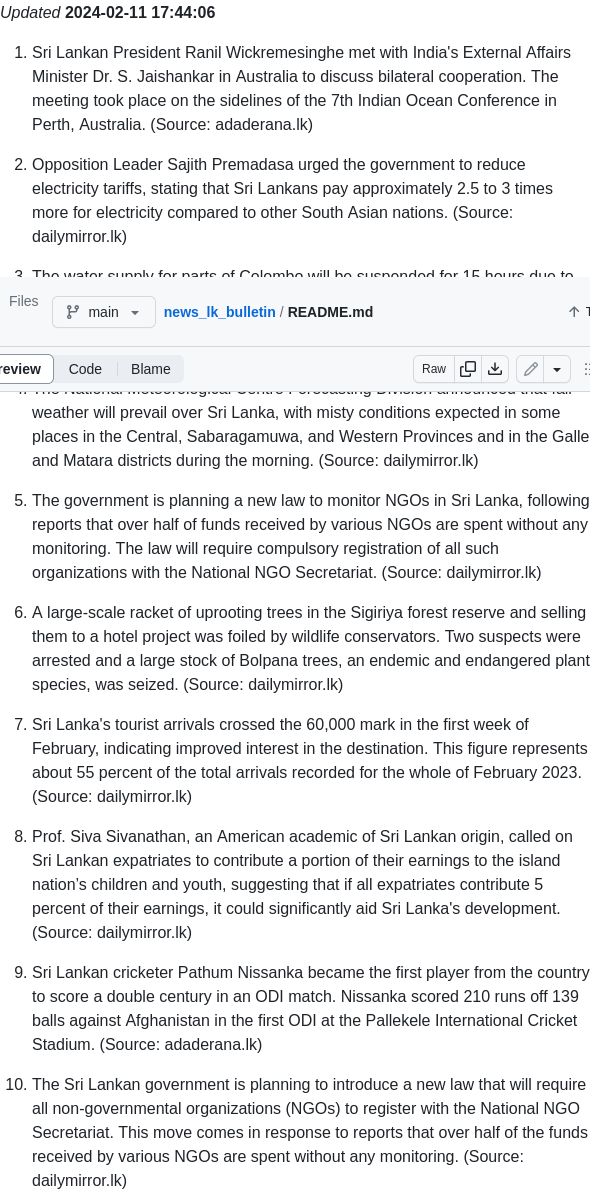 Updated 2024-02-11 17:44:06
1. Sri Lankan President Ranil Wickremesinghe met with India's External Affairs
Minister Dr. S. Jaishankar in Australia to discuss bilateral cooperation. The
meeting took place on the sidelines of the 7th Indian Ocean Conference in
Perth, Australia. (Source: adaderana.lk)
2. Opposition Leader Sajith Premadasa urged the government to reduce
electricity tariffs, stating that Sri Lankans pay approximately 2.5 to 3 times
more for electricity compared to other South Asian nations. (Source:
dailymirror.lk)
3. The water supply for parts of Colombo will be suspended for 15 hours due to
Files
main
news_lk_bulletin / README.md
T
review
Code
Blame
Raw
4. The National Meteorological Centre Forecasting Division announced that fair
weather will prevail over Sri Lanka, with misty conditions expected in some
places in the Central, Sabaragamuwa, and Western Provinces and in the Galle
and Matara districts during the morning. (Source: dailymirror.lk)
5. The government is planning a new law to monitor NGOs in Sri Lanka, following
reports that over half of funds received by various NGOs are spent without any
monitoring. The law will require compulsory registration of all such
organizations with the National NGO Secretariat. (Source: dailymirror.lk)
6. A large-scale racket of uprooting trees in the Sigiriya forest reserve and selling
them to a hotel project was foiled by wildlife conservators. Two suspects were
arrested and a large stock of Bolpana trees, an endemic and endangered plant
species, was seized. (Source: dailymirror.lk)
7. Sri Lanka's tourist arrivals crossed the 60,000 mark in the first week of
February, indicating improved interest in the destination. This figure represents
about 55 percent of the total arrivals recorded for the whole of February 2023.
(Source: dailymirror.lk)
8. Prof. Siva Sivanathan, an American academic of Sri Lankan origin, called on
Sri Lankan expatriates to contribute a portion of their earnings to the island
nation's children and youth, suggesting that if all expatriates contribute 5
percent of their earnings, it could significantly aid Sri Lanka's development.
(Source: dailymirror.lk)
9. Sri Lankan cricketer Pathum Nissanka became the first player from the country
to score a double century in an ODI match. Nissanka scored 210 runs off 139
balls against Afghanistan in the first ODI at the Pallekele International Cricket
Stadium. (Source: adaderana.lk)
10. The Sri Lankan government is planning to introduce a new law that will require
all non-governmental organizations (NGOs) to register with the National NGO
Secretariat. This move comes in response to reports that over half of the funds
received by various NGOs are spent without any monitoring. (Source:
dailymirror.lk)